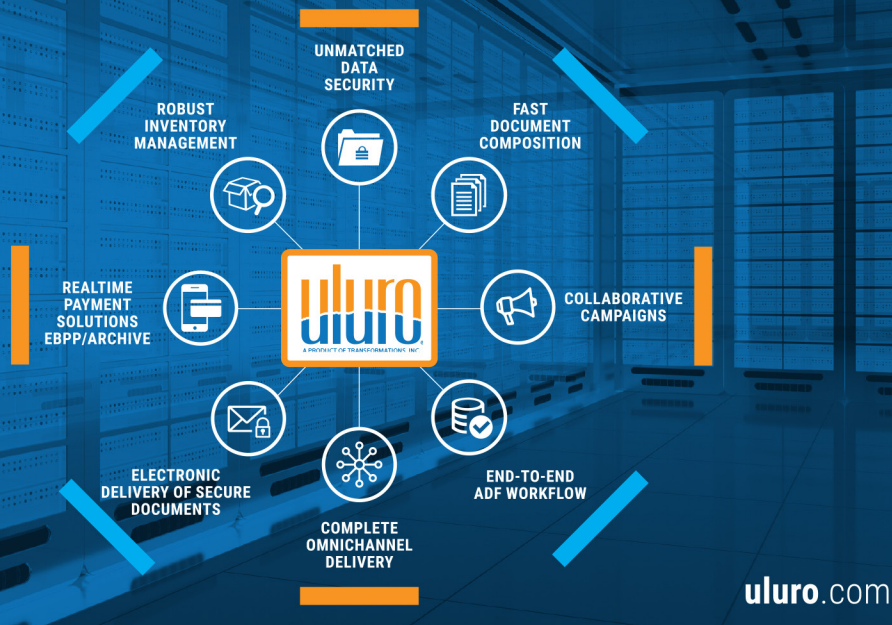 UNMATCHED
DATA
SECURITY
FAST
DOCUMENT
COMPOSITION
COLLABORATIVE
CAMPAIGNS
END-TO-END
ADF WORKFLOW
COMPLETE
OMNICHANNEL
DELIVERY
ELECTRONIC
DELIVERY OF SECURE
DOCUMENTS
REALTIME
PAYMENT
SOLUTIONS
EBPP/ARCHIVE
ROBUST
INVENTORY
MANAGEMENT
uluro
A PRODUCT OF TRANSFORMATIONS, INC.
uluro.com